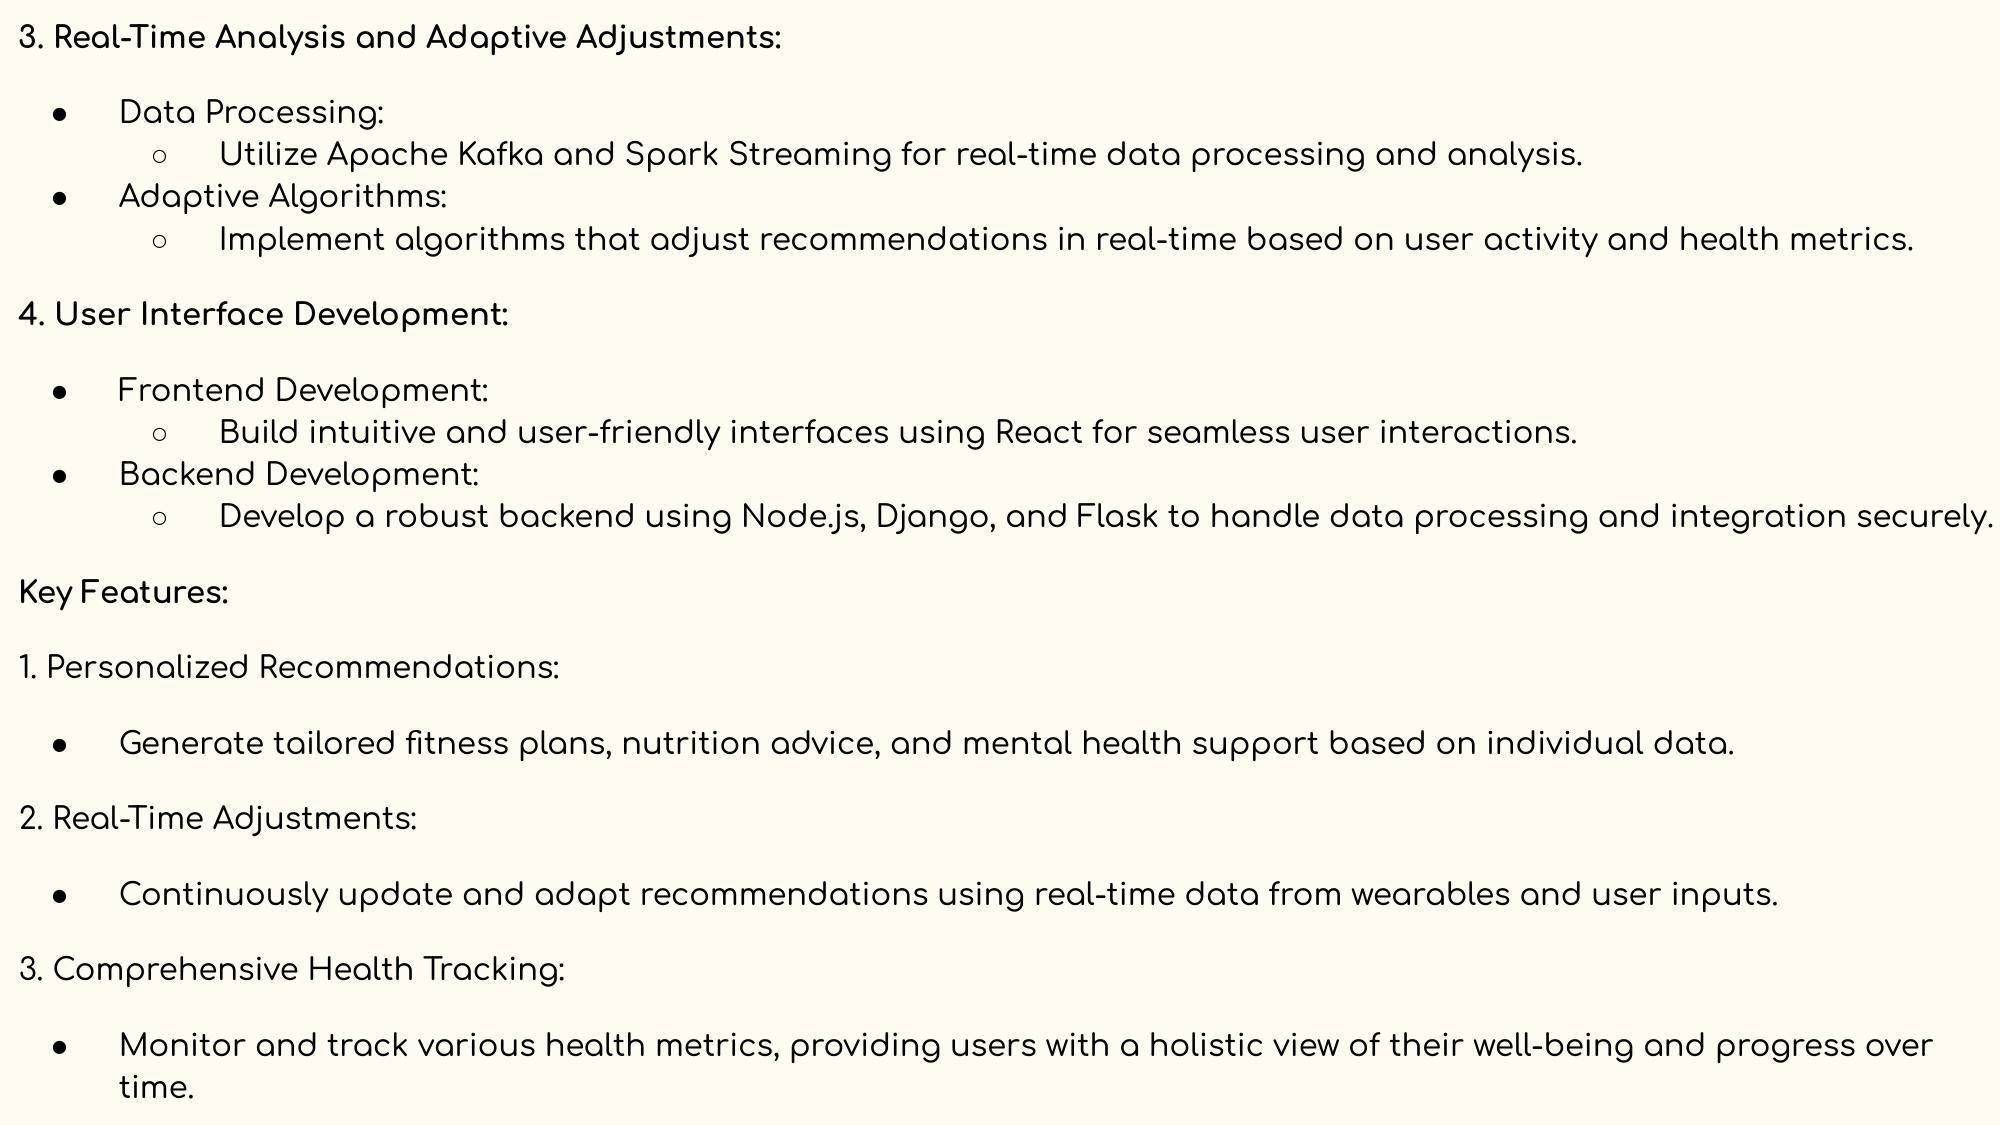 3. Real-Time Analysis and Adaptive Adjustments:
● Data Processing:
○ Utilize Apache Kafka and Spark Streaming for real-time data processing and analysis.
● Adaptive Algorithms:
○ Implement algorithms that adjust recommendations in real-time based on user activity and health metrics.
4. User Interface Development:
● Frontend Development:
○ Build intuitive and user-friendly interfaces using React for seamless user interactions.
● Backend Development:
○ Develop a robust backend using Node.js, Django, and Flask to handle data processing and integration securely.
Key Features:
1. Personalized Recommendations:
● Generate tailored fitness plans, nutrition advice, and mental health support based on individual data.
2. Real-Time Adjustments:
● Continuously update and adapt recommendations using real-time data from wearables and user inputs.
3. Comprehensive Health Tracking:
● Monitor and track various health metrics, providing users with a holistic view of their well-being and progress over
time.